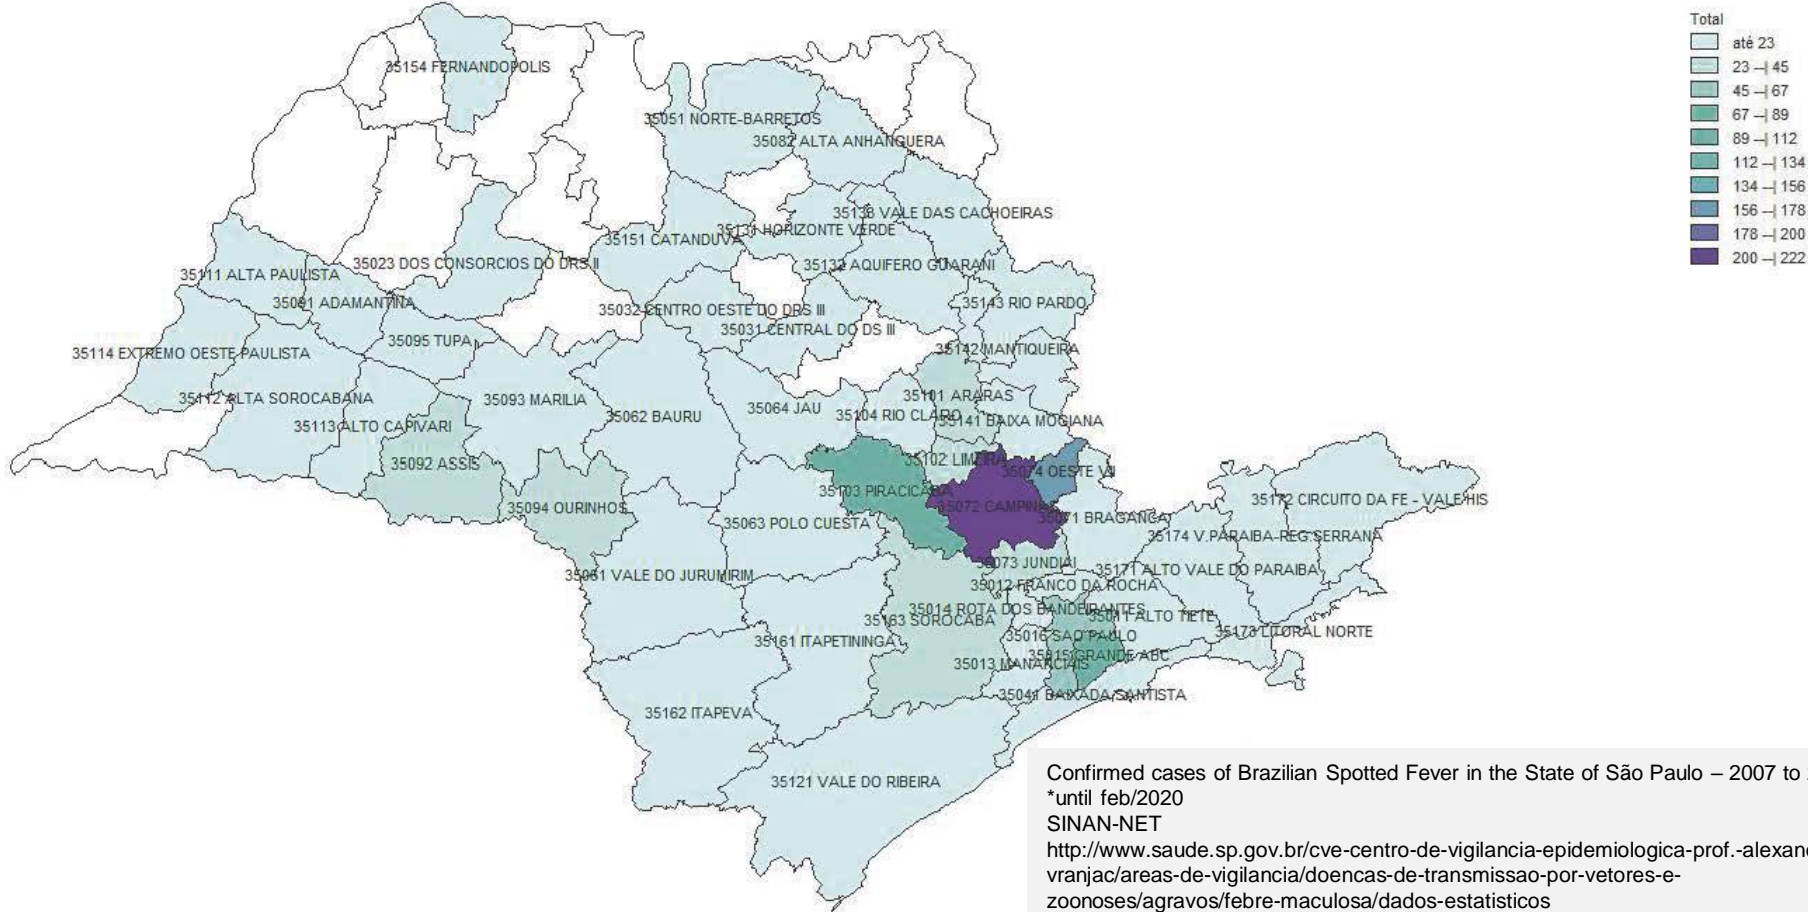 Total
até 23
23 --| 45
45 --| 67
67 --| 89
89 --| 112
112 --| 134
134 --| 156
156 --| 178
178 --| 200
200 --| 222
35154 FERNANDOPOLIS
35051 NORTE-BARRETOS
35082 ALTA ANHANGUERA
35138 VALE DAS CACHOEIRAS
35131 HORIZONTE VERDE
35151 CATANDUVA
35023 DOS CONSORCIOS DO DRS II
35132 AQUIFERO GUARANI
35111 ALTA PAULISTA
35091 ADAMANTINA
35143 RIO PARDO
35032 CENTRO OESTE DO DRS III
35031 CENTRAL DO DS III
35095 TUPA
35142 MANTIQUEIRA
35114 EXTREMO OESTE PAULISTA
35112 ALTA SOROCABANA
35093 MARILIA
35101 ARARAS
35064 JAU
35104 RIO CLARO
35062 BAURU
35141 BAIXA MOGIANA
35113 ALTO CAPIVARI
35092 ASSIS
35102 LIMEIRA
35074 OESTE VII
35103 PIRACICABA
35172 CIRCUITO DA FE - VALE HIS
35094 OURINHOS
35072 CAMPINAS
35071 BRAGANCA
35063 POLO CUESTA
35174 V.PARAIBA-REG.SERRANA
35073 JUNDIAI
35171 ALTO VALE DO PARAIBA
35061 VALE DO JURUMIRIM
35012 FRANCO DA ROCHA
35014 ROTA DOS BANDEIRANTES
35011 ALTO TIETE
35163 SOROCABA
35173 LITORAL NORTE
35016 SAO PAULO
35161 ITAPETININGA
35015 GRANDE ABC
35013 MANANCIAIS
35041 BAIXADA SANTISTA
35162 ITAPEVA
35121 VALE DO RIBEIRA
Confirmed cases of Brazilian Spotted Fever in the State of São Paulo – 2007 to
*until feb/2020
SINAN-NET
http://www.saude.sp.gov.br/cve-centro-de-vigilancia-epidemiologica-prof.-alexand
vranjac/areas-de-vigilancia/doencas-de-transmissao-por-vetores-e-
zoonoses/agravos/febre-maculosa/dados-estatisticos